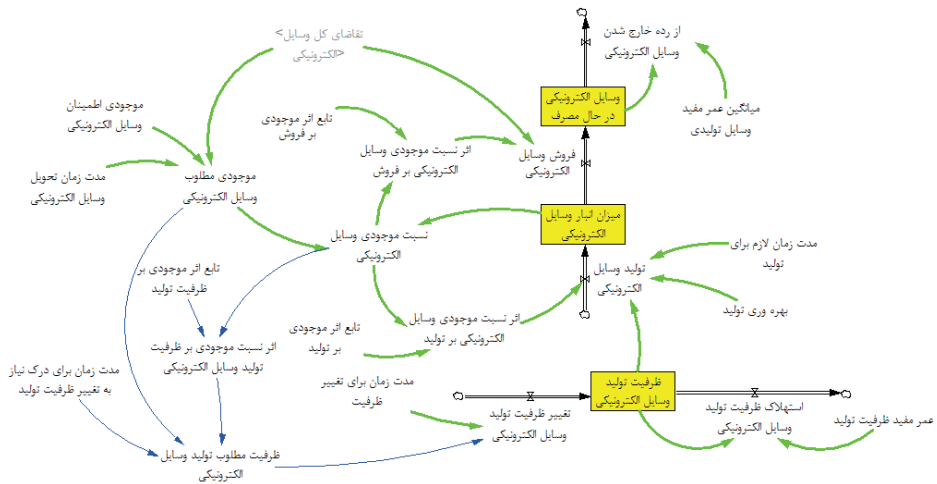 <تقاضای کل وسایل
الکترونیکی>
از رده خارج شدن
وسایل الکترونیکی
وسایل الکترونیکی
در حال مصرف
میانگین عمر مفید
وسایل تولیدی
موجودی اطمینان
وسایل الکترونیکی
تابع اثر موجودی
بر فروش
اثر نسبت موجودی وسایل
الکترونیکی بر فروش
فروش وسایل
الکترونیکی
مدت زمان تحویل
وسایل الکترونیکی
موجودی مطلوب
وسایل الکترونیکی
میزان انبار وسایل
الکترونیکی
نسبت موجودی وسایل
الکترونیکی
مدت زمان لازم برای
تولید
تولید وسایل
الکترونیکی
تابع اثر موجودی بر
ظرفیت تولید
بهره وری تولید
اثر نسبت موجودی وسایل
الکترونیکی بر تولید
تابع اثر موجودی
بر تولید
اثر نسبت موجودی بر ظرفیت
تولید وسایل الکترونیکی
مدت زمان برای درک نیاز
به تغییر ظرفیت تولید
مدت زمان برای تغییر
ظرفیت
ظرفیت تولید
وسایل الکترونیکی
تغییر ظرفیت تولید
وسایل الکترونیکی
استهلاک ظرفیت تولید
وسایل الکترونیکی
عمر مفید ظرفیت تولید
ظرفیت مطلوب تولید وسایل
الکترونیکی